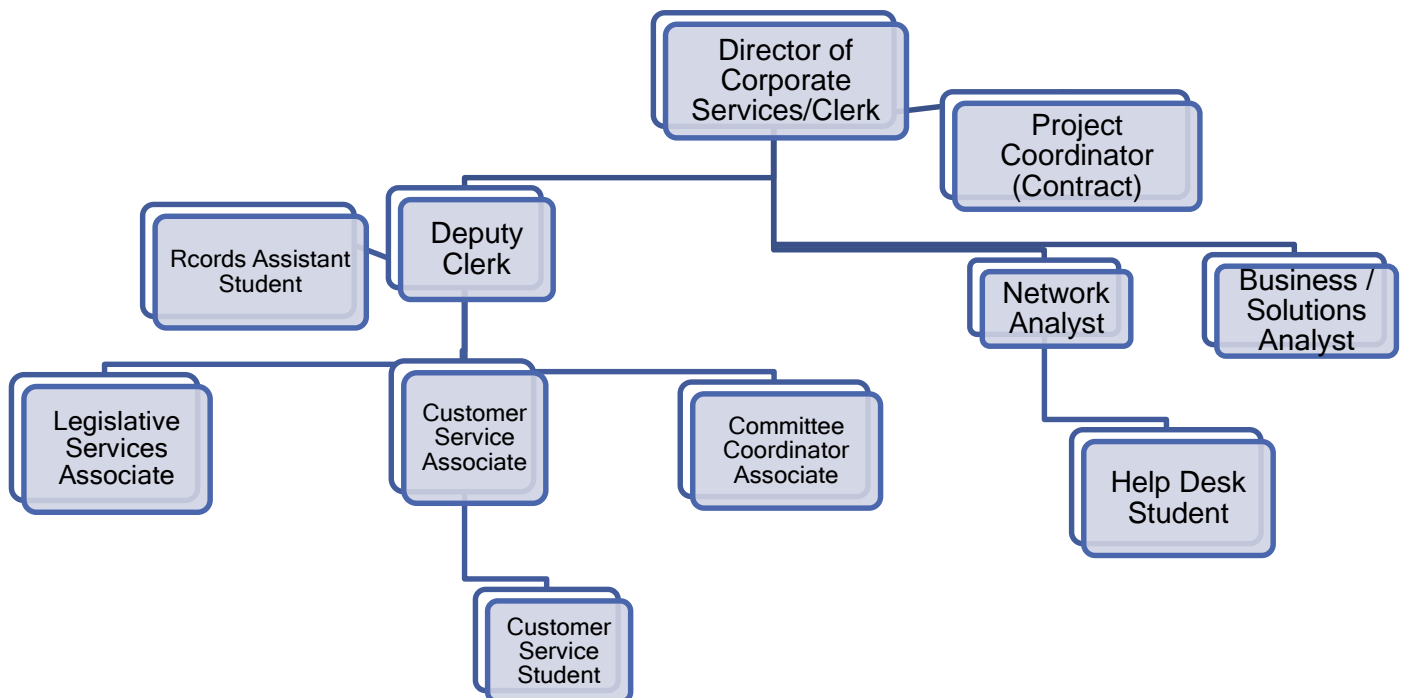 Director of
Corporate
Services/Clerk
Project
Coordinator
(Contract)
Deputy
Clerk
Rcords Assistant
Student
Network
Analyst
Business /
Solutions
Analyst
Legislative
Services
Associate
Customer
Service
Associate
Committee
Coordinator
Associate
Help Desk
Student
Customer
Service
Student